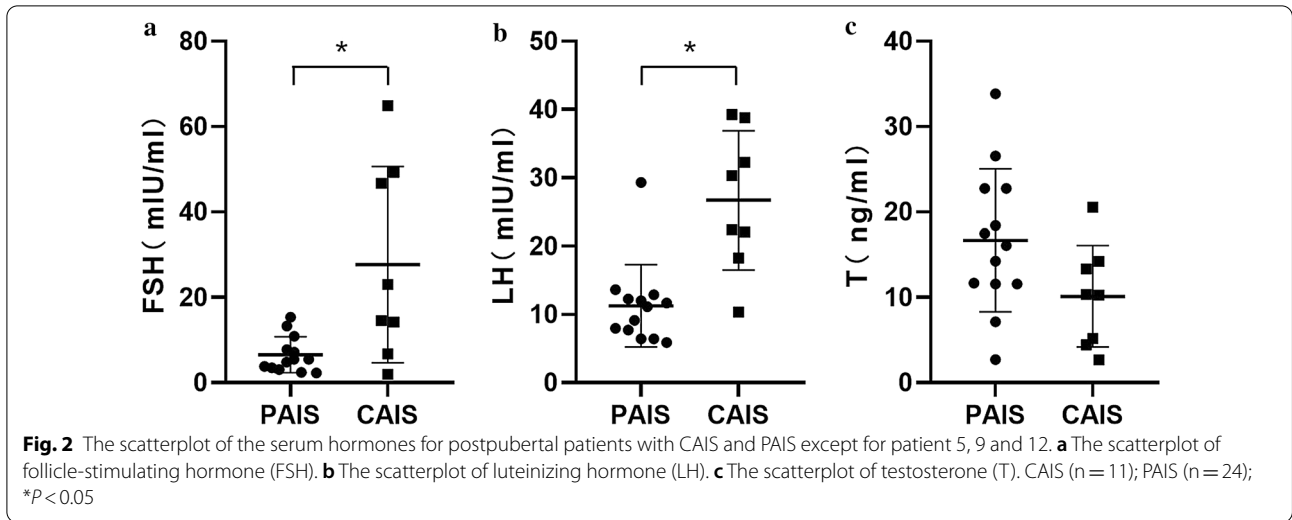 a
80
60
40
20
0
FSH( mIU/ml)
*
PAIS
CAIS
b
50
40
30
20
10
0
LH( mIU/ml)
*
PAIS
CAIS
c
40
30
20
10
0
T( ng/ml)
PAIS
CAIS
Fig. 2 The scatterplot of the serum hormones for postpubertal patients with CAIS and PAIS except for patient 5, 9 and 12. a The scatterplot of
follicle-stimulating hormone (FSH). b The scatterplot of luteinizing hormone (LH). c The scatterplot of testosterone (T). CAIS (n = 11); PAIS (n = 24);
*P < 0.05